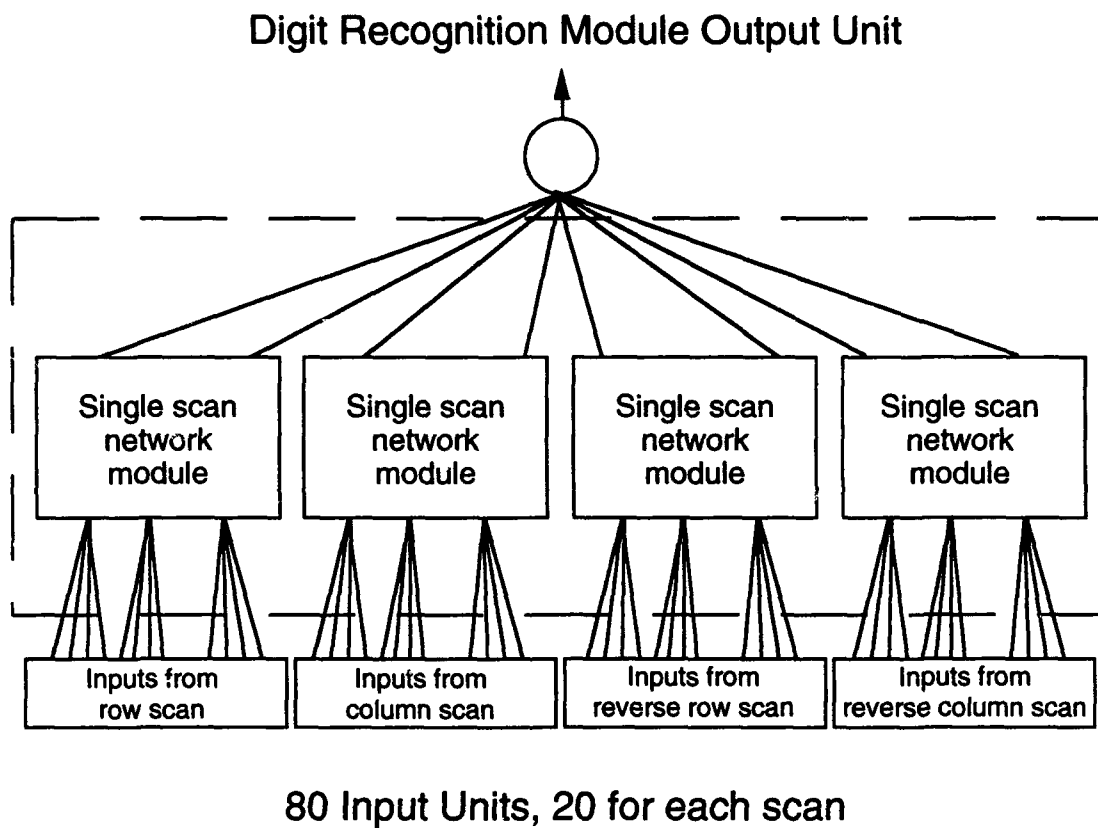 Digit Recognition Module Output Unit
Single scan
network
module
Single scan
network
module
Single scan
network
module
Single scan
network
module
Inputs from
row scan
Inputs from
column scan
Inputs from
reverse row scan
Inputs from
reverse column scan
80 Input Units, 20 for each scan